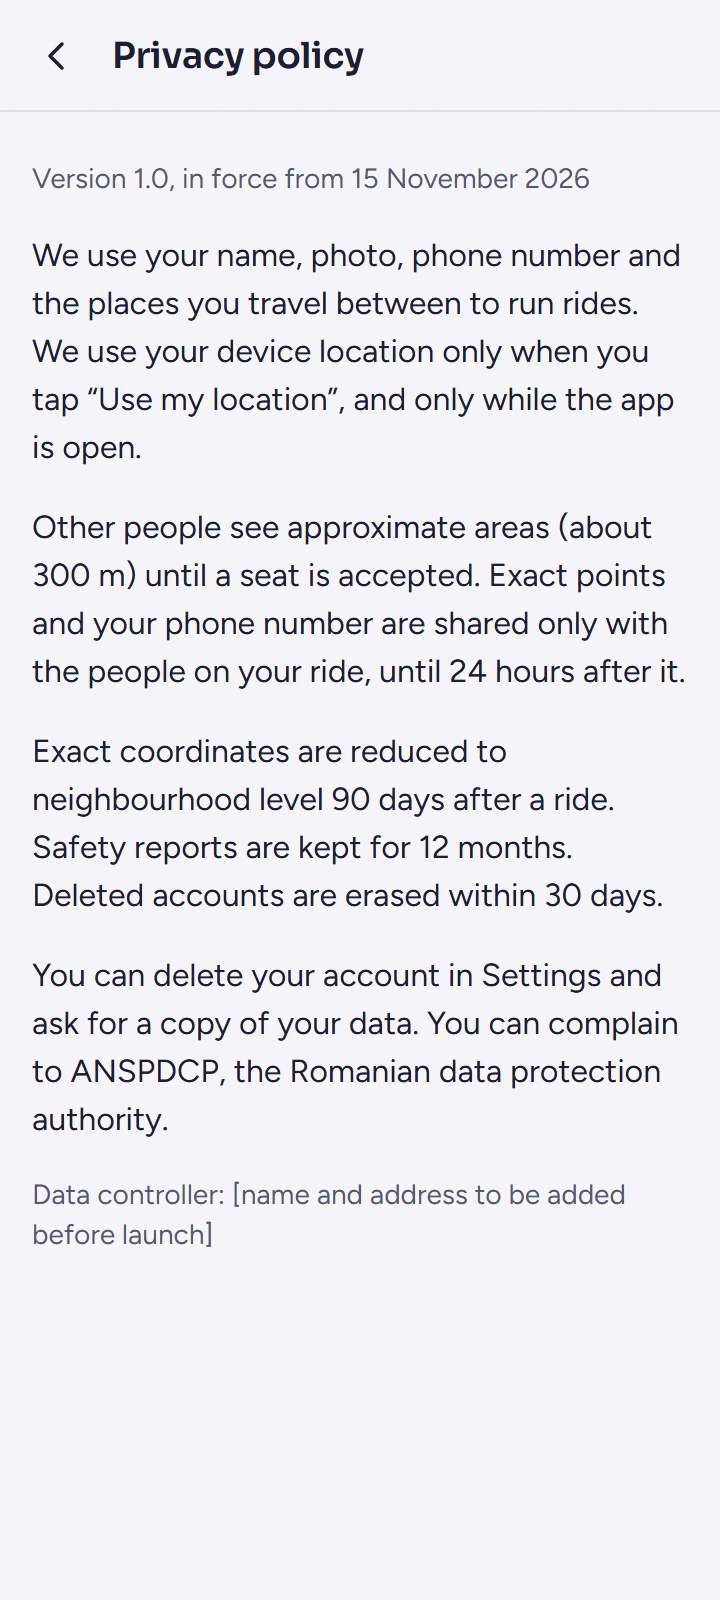 Privacy policy
Version 1.0, in force from 15 November 2026
We use your name, photo, phone number and
the places you travel between to run rides.
We use your device location only when you
tap “Use my location”, and only while the app
is open.
Other people see approximate areas (about
300 m) until a seat is accepted. Exact points
and your phone number are shared only with
the people on your ride, until 24 hours after it.
Exact coordinates are reduced to
neighbourhood level 90 days after a ride.
Safety reports are kept for 12 months.
Deleted accounts are erased within 30 days.
You can delete your account in Settings and
ask for a copy of your data. You can complain
to ANSPDCP, the Romanian data protection
authority.
Data controller: [name and address to be added
before launch]